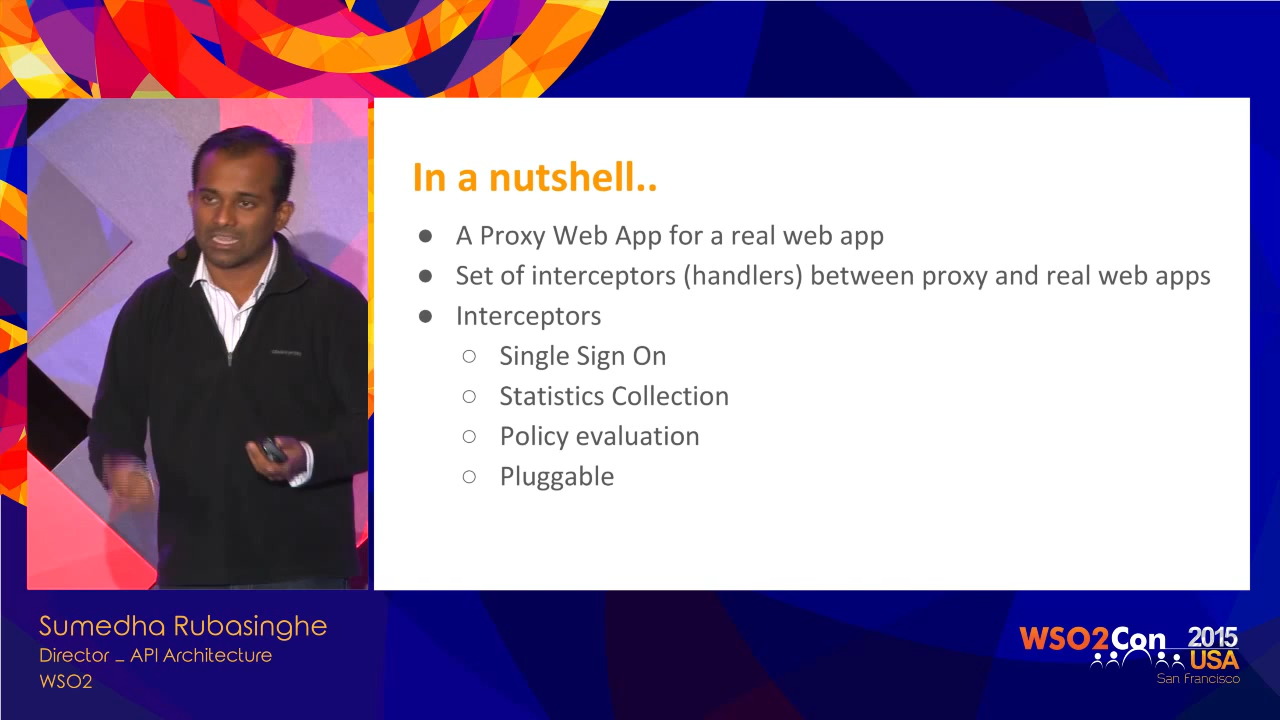 In a nutshell..
● A Proxy Web App for a real web app
● Set of interceptors (handlers) between proxy and real web apps
● Interceptors
○ Single Sign On
○ Statistics Collection
○ Policy evaluation
○ Pluggable
Sumedha Rubasinghe
Director _ API Architecture
WSO2
WSO2Con 2015
USA
San Francisco